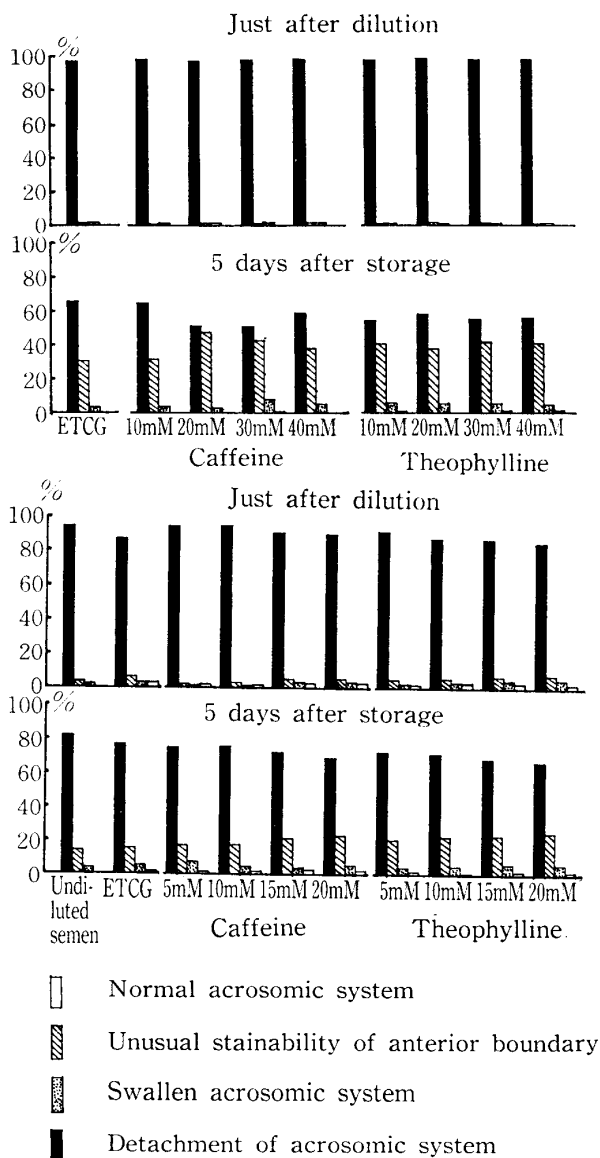 Just after dilution
%
100
80
60
40
20
0
5 days after storage
%
100
80
60
40
20
0
ETCG 10mM 20mM 30mM 40mM 10mM 20mM 30mM 40mM
Caffeine Theophylline
Just after dilution
%
100
80
60
40
20
0
5 days after storage
%
100
80
60
40
20
0
Undi-
luted
semen
ETCG 5mM 10mM 15mM 20mM 5mM 10mM 15mM 20mM
Caffeine Theophylline.
Normal acrosomic system
Unusual stainability of anterior boundary
Swallen acrosomic system
Detachment of acrosomic system